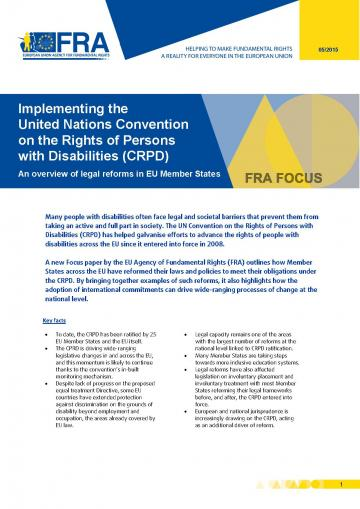 FRA
EUROPEAN UNION AGENCY FOR FUNDAMENTAL RIGHTS
HELPING TO MAKE FUNDAMENTAL RIGHTS
A REALITY FOR EVERYONE IN THE EUROPEAN UNION
05/2015
Implementing the
United Nations Convention
on the Rights of Persons
with Disabilities (CRPD)
An overview of legal reforms in EU Member States
FRA FOCUS
Many people with disabilities often face legal and societal barriers that prevent them from
taking an active and full part in society. The UN Convention on the Rights of Persons with
Disabilities (CRPD) has helped galvanise efforts to advance the rights of people with
disabilities across the EU since it entered into force in 2008.
A new Focus paper by the EU Agency of Fundamental Rights (FRA) outlines how Member
States across the EU have reformed their laws and policies to meet their obligations under
the CRPD. By bringing together examples of such reforms, it also highlights how the
adoption of international commitments can drive wide-ranging processes of change at the
national level.
Key facts
• To date, the CRPD has been ratified by 25
EU Member States and the EU itself.
• The CPRD is driving wide-ranging
legislative changes in and across the EU,
and this momentum is likely to continue
thanks to the convention's in-built
monitoring mechanism.
• Despite lack of progress on the proposed
equal treatment Directive, some EU
countries have extended protection
against discrimination on the grounds of
disability beyond employment and
occupation, the areas already covered by
EU law.
• Legal capacity remains one of the areas
with the largest number of reforms at the
national level linked to CRPD ratification.
• Many Member States are taking steps
towards more inclusive education systems.
• Legal reforms have also affected
legislation on involuntary placement and
involuntary treatment with most Member
States reforming their legal frameworks
before, and after, the CRPD entered into
force.
• European and national jurisprudence is
increasingly drawing on the CRPD, acting
as an additional driver of reform.
1